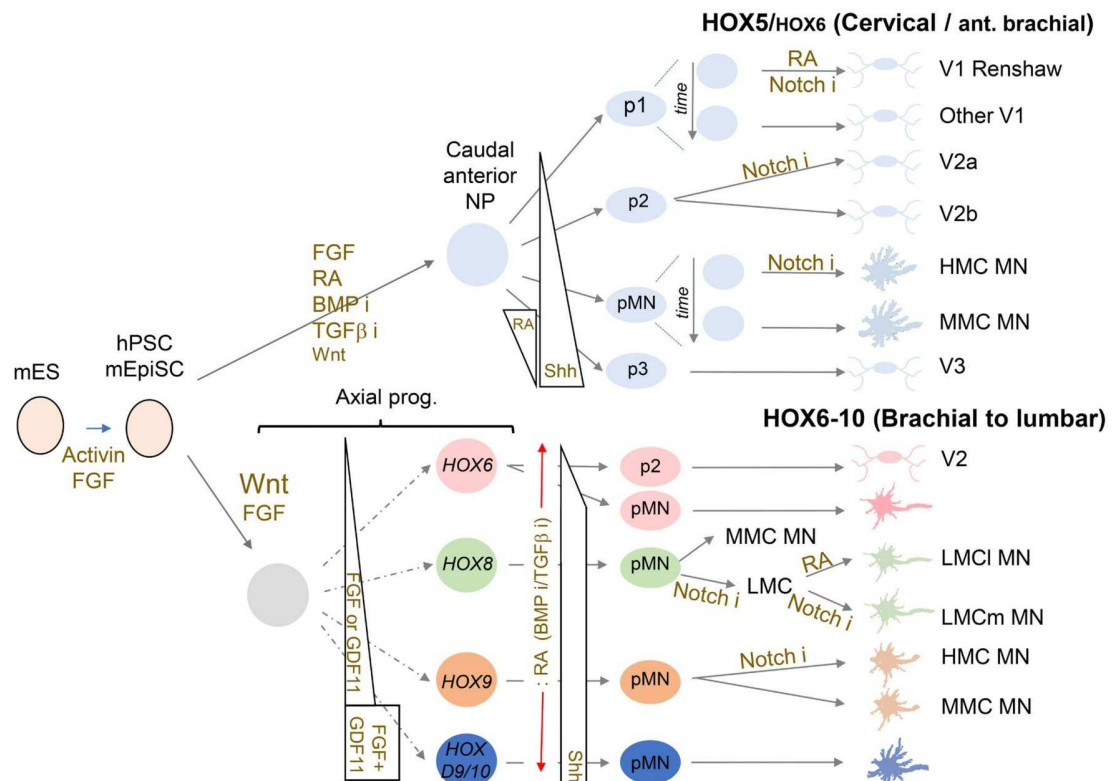 HOX5/HOX6 (Cervical / ant. brachial)
RA
Notch i
V1 Renshaw
p1
time
Other V1
Caudal
anterior
NP
Notch i
V2a
p2
V2b
FGF
RA
BMP i
TGFβ i
Wnt
Notch i
HMC MN
pMN
time
RA
MMC MN
hPSC
mEpiSC
mES
Shh
p3
V3
Activin
FGF
Axial prog.
HOX6-10 (Brachial to lumbar)
Wnt
FGF
HOX6
p2
V2
pMN
MMC MN
FGF or GDF11
HOX8
: RA (BMP i/TGFβ i)
pMN
Notch i
LMC
RA
Notch i
LMCl MN
LMCm MN
HOX9
pMN
Notch i
HMC MN
MMC MN
FGF+
GDF11
HOX
D9/10
Shh
pMN